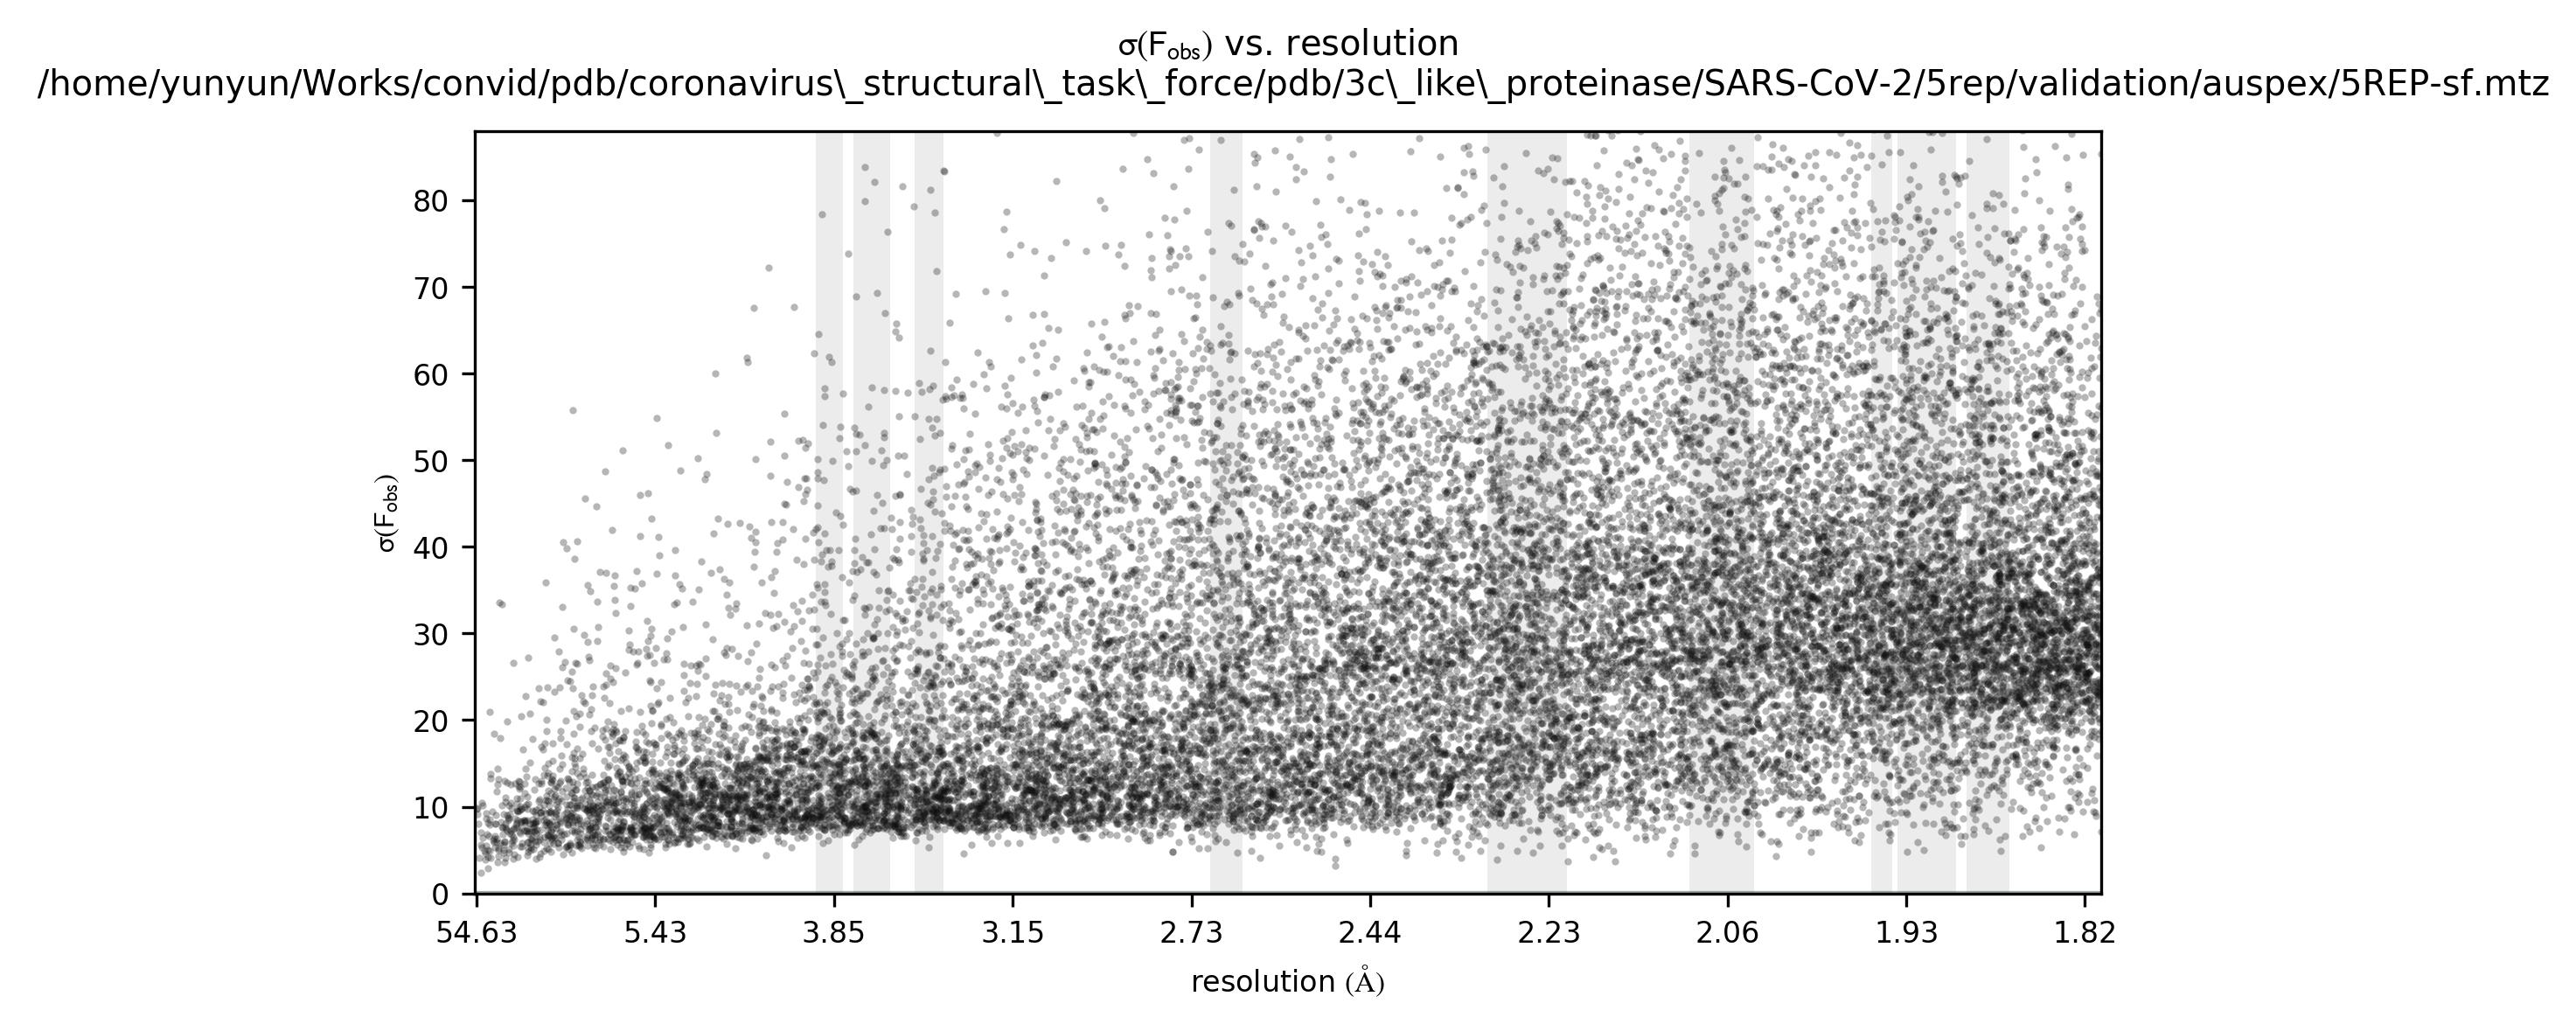 σ(Fobs) vs. resolution
/home/yunyun/Works/convid/pdb/coronavirus\_structural\_task\_force/pdb/3c\_like\_proteinase/SARS-CoV-2/5rep/validation/auspex/5REP-sf.mtz
80
70
60
50
40
30
20
10
0
σ(Fobs)
54.63 5.43 3.85 3.15 2.73 2.44 2.23 2.06 1.93 1.82
resolution (Å)